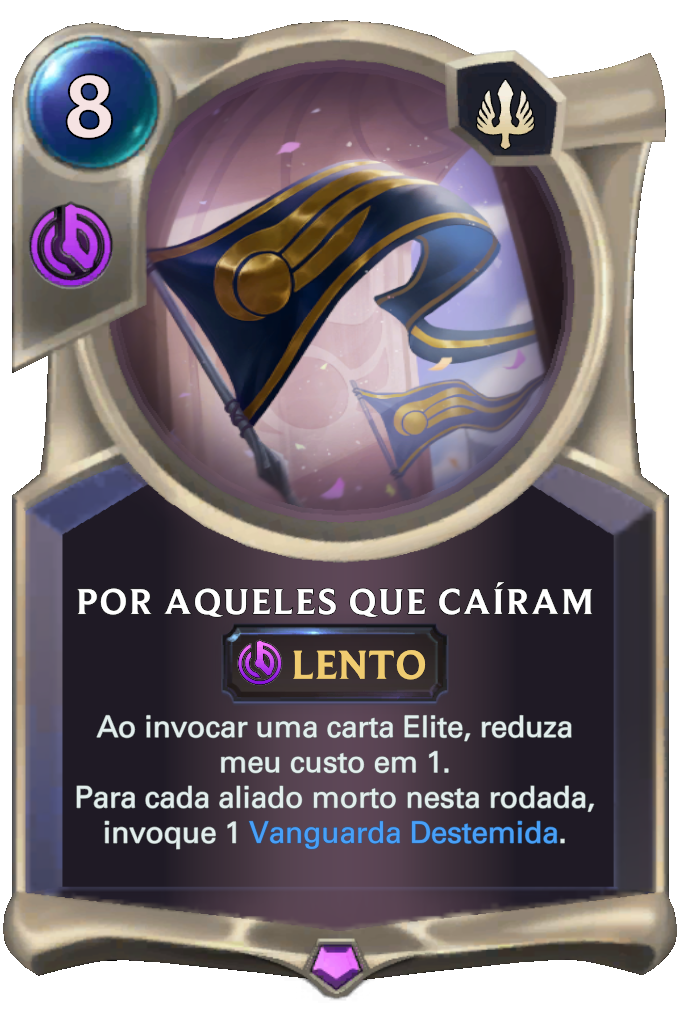 8
POR AQUELES QUE CAÍRAM
LENTO
Ao invocar uma carta Elite, reduza
meu custo em 1.
Para cada aliado morto nesta rodada,
invoque 1 Vanguarda Destemida.